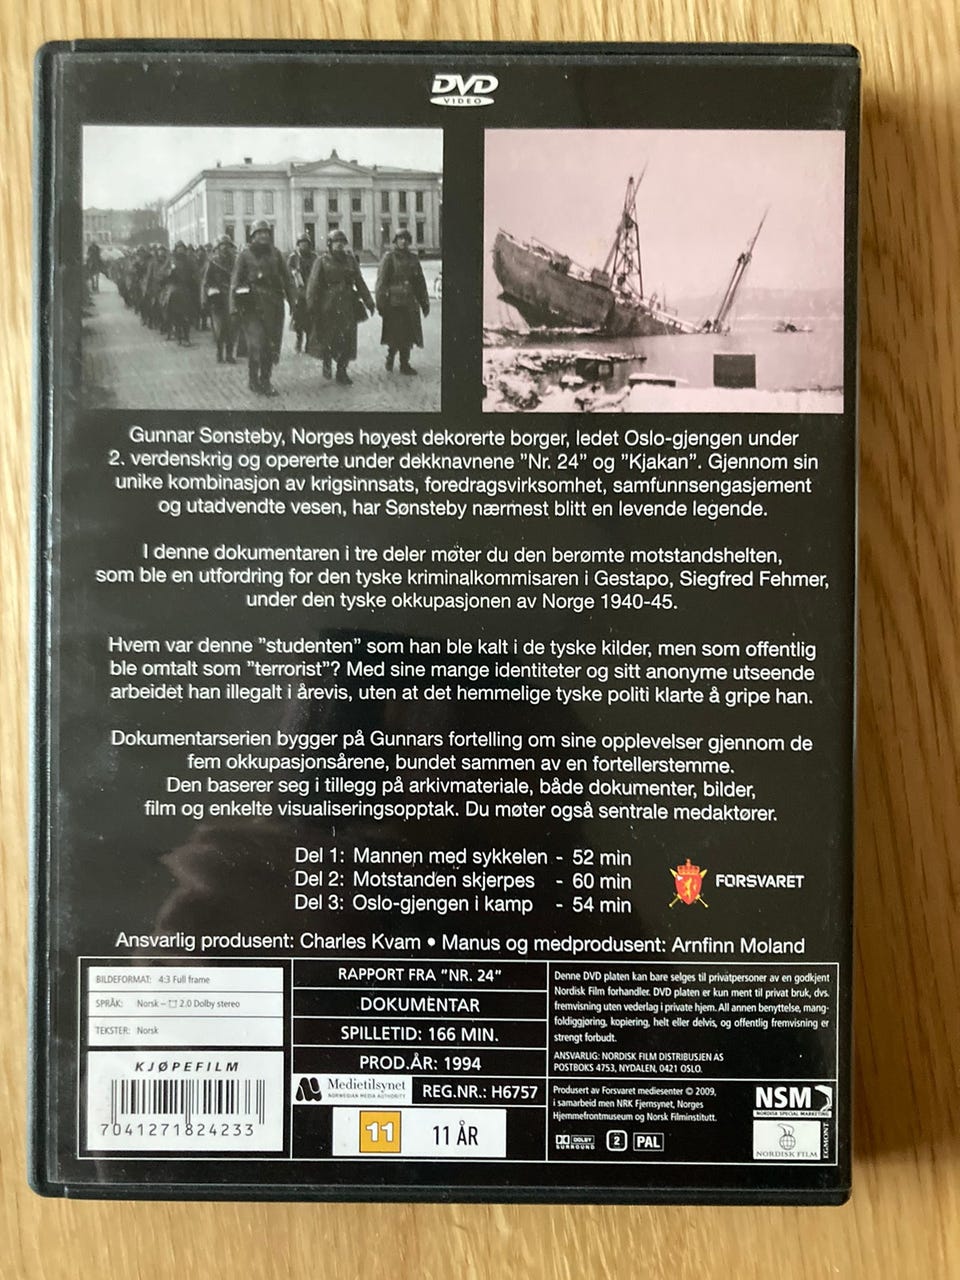 DVD
VIDEO
Gunnar Sønsteby, Norges høyest dekorerte borger, ledet Oslo-gjengen under
2. verdenskrig og opererte under dekknavnene ”Nr. 24” og ”Kjakan”. Gjennom sin
unike kombinasjon av krigsinnsats, foredragsvirksomhet, samfunnsengasjement
og utadvendte vesen, har Sønsteby nærmest blitt en levende legende.
I denne dokumentaren i tre deler møter du den berømte motstandshelten,
som ble en utfordring for den tyske kriminalkommisaren i Gestapo, Siegfred Fehmer,
under den tyske okkupasjonen av Norge 1940-45.
Hvem var denne ”studenten” som han ble kalt i de tyske kilder, men som offentlig
ble omtalt som ”terrorist”? Med sine mange identiteter og sitt anonyme utseende
arbeidet han illegalt i årevis, uten at det hemmelige tyske politi klarte å gripe han.
Dokumentarserien bygger på Gunnars fortelling om sine opplevelser gjennom de
fem okkupasjonsårene, bundet sammen av en fortellerstemme.
Den baserer seg i tillegg på arkivmateriale, både dokumenter, bilder,
film og enkelte visualiseringsopptak. Du møter også sentrale medaktører.
Del 1: Mannen med sykkelen - 52 min
Del 2: Motstanden skjerpes - 60 min
Del 3: Oslo-gjengen i kamp - 54 min
FORSVARET
Ansvarlig produsent: Charles Kvam • Manus og medprodusent: Arnfinn Moland
BILDEFORMAT: 4:3 Full frame
SPRÅK: Norsk – 2.0 Dolby stereo
TEKSTER: Norsk
KJØPEFILM
7041271824233
RAPPORT FRA ”NR. 24”
DOKUMENTAR
SPILLETID: 166 MIN.
PROD.ÅR: 1994
Medietilsynet
NORWEGIAN MEDIA AUTHORITY
REG.NR.: H6757
11 11 ÅR
Denne DVD platen kan bare selges til privatpersoner av en godkjent
Nordisk Film forhandler. DVD platen er kun ment til privat bruk, dvs.
fremvisning uten vederlag i private hjem. All annen benyttelse, mang-
foldiggjøring, kopiering, helt eller delvis, og offentlig fremvisning er
strengt forbudt.
ANSVARLIG: NORDISK FILM DISTRIBUSJEN AS
POSTBOKS 4753, NYDALEN, 0421 OSLO.
Produsert av Forsvaret mediesenter © 2009,
i samarbeid men NRK Fjernsynet, Norges
Hjemmefrontmuseum og Norsk Filminstitutt.
DOLBY
SURROUND
2
PAL
NSM
NORDISK SPECIAL MARKETING
NORDISK FILM
EGMONT